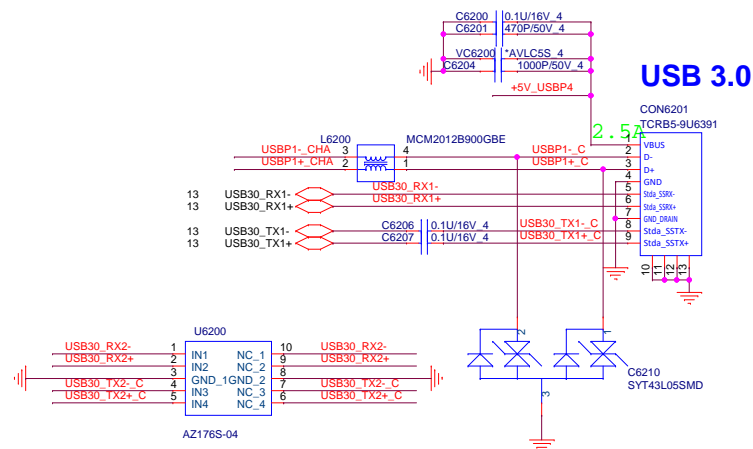 C6200 0.1U/16V_4
C6201 470P/50V_4
VC6200 *AVLC5S_4
C6204 1000P/50V_4
USB 3.0
+5V_USBP4
CON6201
TCRB5-9U6391
2.5A
L6200 MCM2012B900GBE
USBP1-_CHA 3 4 USBP1-_C
USBP1+_CHA 2 1 USBP1+_C
1 VBUS
2 D-
3 D+
4 GND
5 Stda_SSRX-
6 Stda_SSRX+
7 GND_DRAIN
8 Stda_SSTX-
9 Stda_SSTX+
10 11 12 13
13 USB30_RX1- USB30_RX1-
13 USB30_RX1+ USB30_RX1+
13 USB30_TX1- C6206 0.1U/16V_4 USB30_TX1-_C
13 USB30_TX1+ C6207 0.1U/16V_4 USB30_TX1+_C
U6200
USB30_RX2- 1 IN1 NC_1 10 USB30_RX2-
USB30_RX2+ 2 IN2 NC_2 9 USB30_RX2+
3 GND_1 GND_2 8
USB30_TX2-_C 4 IN3 NC_3 7 USB30_TX2-_C
USB30_TX2+_C 5 IN4 NC_4 6 USB30_TX2+_C
AZ176S-04
2 1
3
C6210
SYT43L05SMD